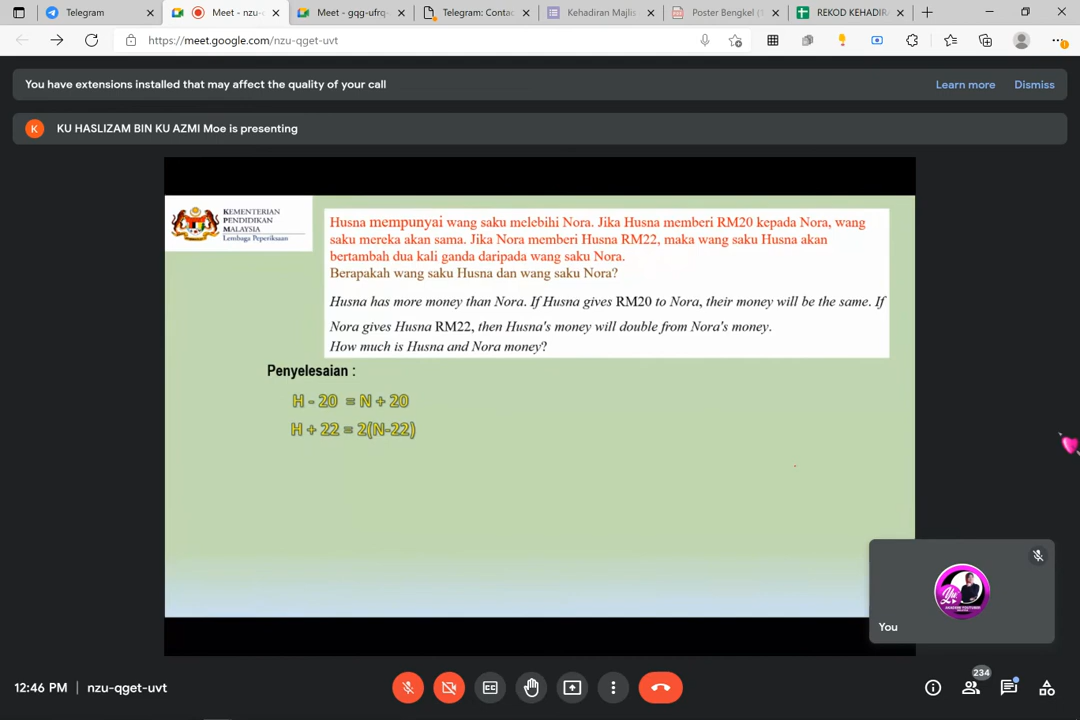 Telegram
Meet - nzu-
Meet - gqg-ufrq-
Telegram: Contac
Kehadiran Majlis
Poster Bengkel (1
REKOD KEHADIRA
https://meet.google.com/nzu-qget-uvt
You have extensions installed that may affect the quality of your call
Learn more
Dismiss
K
KU HASLIZAM BIN KU AZMI Moe is presenting
KEMENTERIAN
PENDIDIKAN
MALAYSIA
Lembaga Peperiksaan
Husna mempunyai wang saku melebihi Nora. Jika Husna memberi RM20 kepada Nora, wang
saku mereka akan sama. Jika Nora memberi Husna RM22, maka wang saku Husna akan
bertambah dua kali ganda daripada wang saku Nora.
Berapakah wang saku Husna dan wang saku Nora?
Husna has more money than Nora. If Husna gives RM20 to Nora, their money will be the same. If
Nora gives Husna RM22, then Husna's money will double from Nora's money.
How much is Husna and Nora money?
Penyelesaian :
H - 20 = N + 20
H + 22 = 2(N-22)
You
12:46 PM | nzu-qget-uvt
234